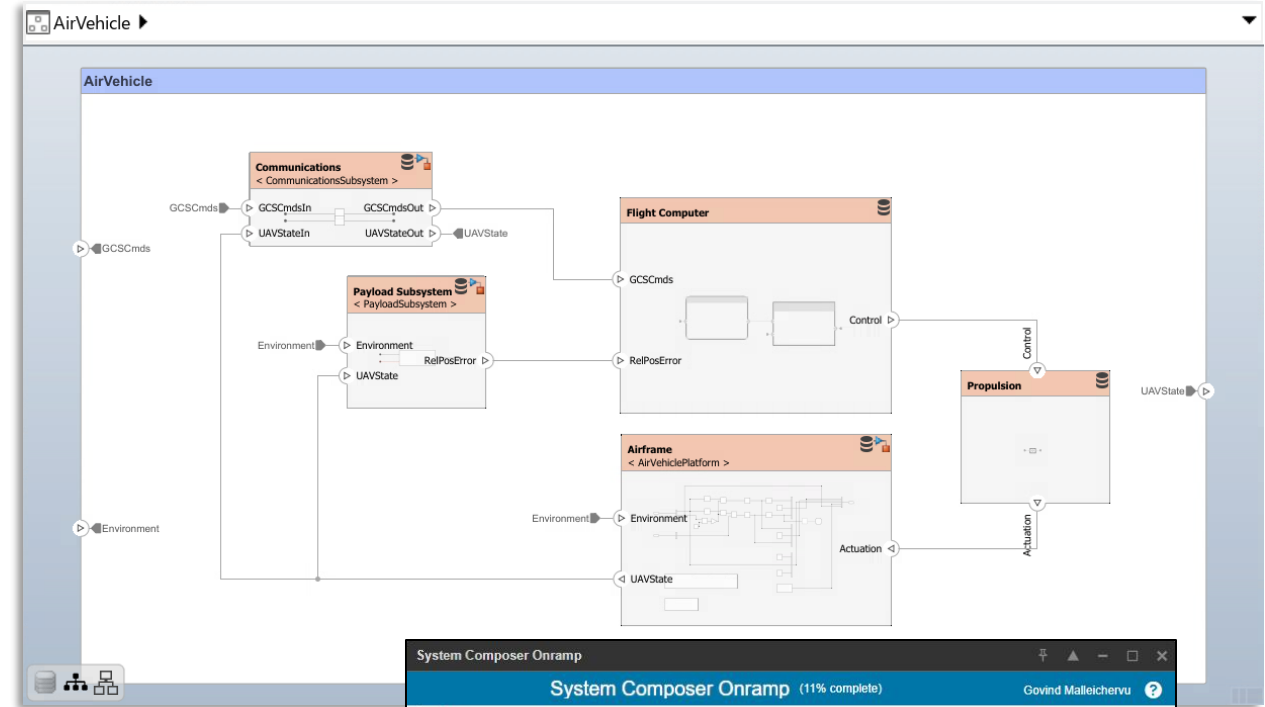 AirVehicle
AirVehicle
Communications
< CommunicationsSubsystem >
GCSCmds
GCSCmdsIn
GCSCmdsOut
UAVStateIn
UAVStateOut
UAVState
GCSCmds
Flight Computer
GCSCmds
Control
RelPosError
Payload Subsystem
< PayloadSubsystem >
Environment
Environment
RelPosError
UAVState
Control
Propulsion
UAVState
Actuation
Airframe
< AirVehiclePlatform >
Environment
Environment
Actuation
UAVState
Environment
System Composer Onramp
System Composer Onramp (11% complete)
Govind Malleichervu
?